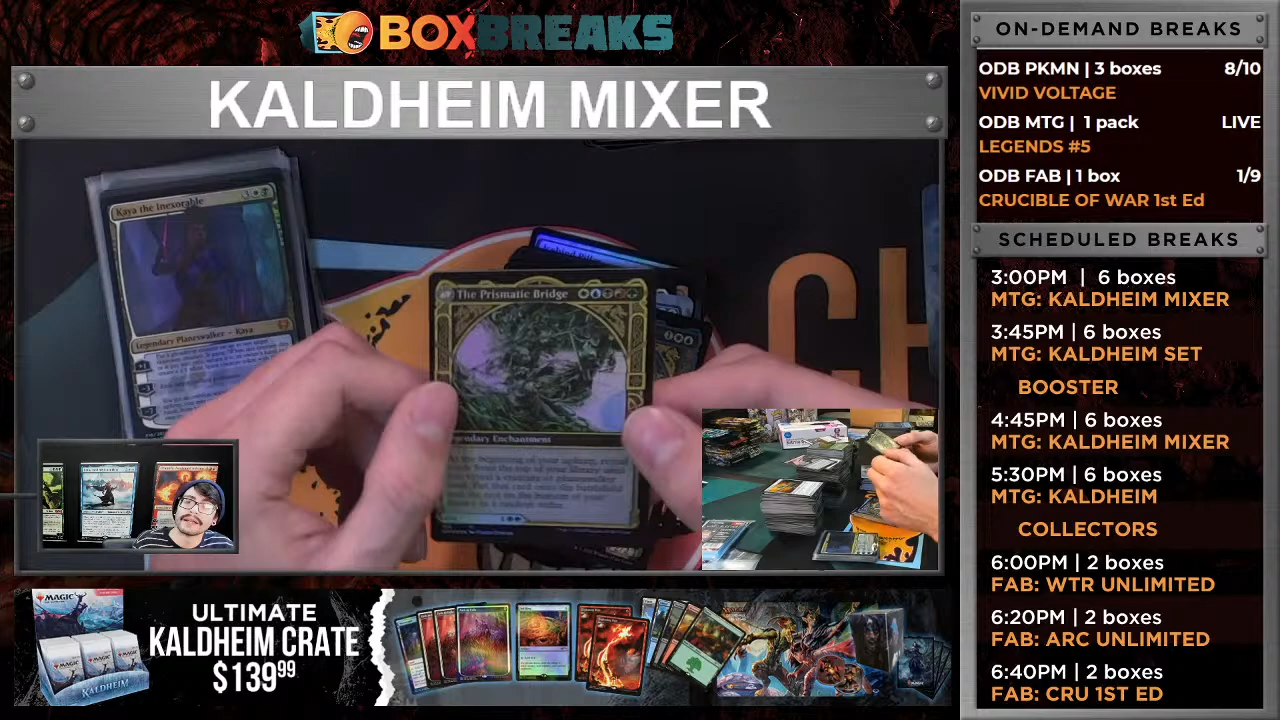 BOXBREAKS
KALDHEIM MIXER
Kaya the Inexorable
Legendary Planeswalker – Kaya
The Prismatic Bridge
Legendary Enchantment
CH
ULTIMATE
KALDHEIM CRATE
$139⁹⁹
MAGIC
KALDHEIM
ON-DEMAND BREAKS
ODB PKMN | 3 boxes 8/10
VIVID VOLTAGE
ODB MTG | 1 pack LIVE
LEGENDS #5
ODB FAB | 1 box 1/9
CRUCIBLE OF WAR 1st Ed
SCHEDULED BREAKS
3:00PM | 6 boxes
MTG: KALDHEIM MIXER
3:45PM | 6 boxes
MTG: KALDHEIM SET
BOOSTER
4:45PM | 6 boxes
MTG: KALDHEIM MIXER
5:30PM | 6 boxes
MTG: KALDHEIM
COLLECTORS
6:00PM | 2 boxes
FAB: WTR UNLIMITED
6:20PM | 2 boxes
FAB: ARC UNLIMITED
6:40PM | 2 boxes
FAB: CRU 1ST ED